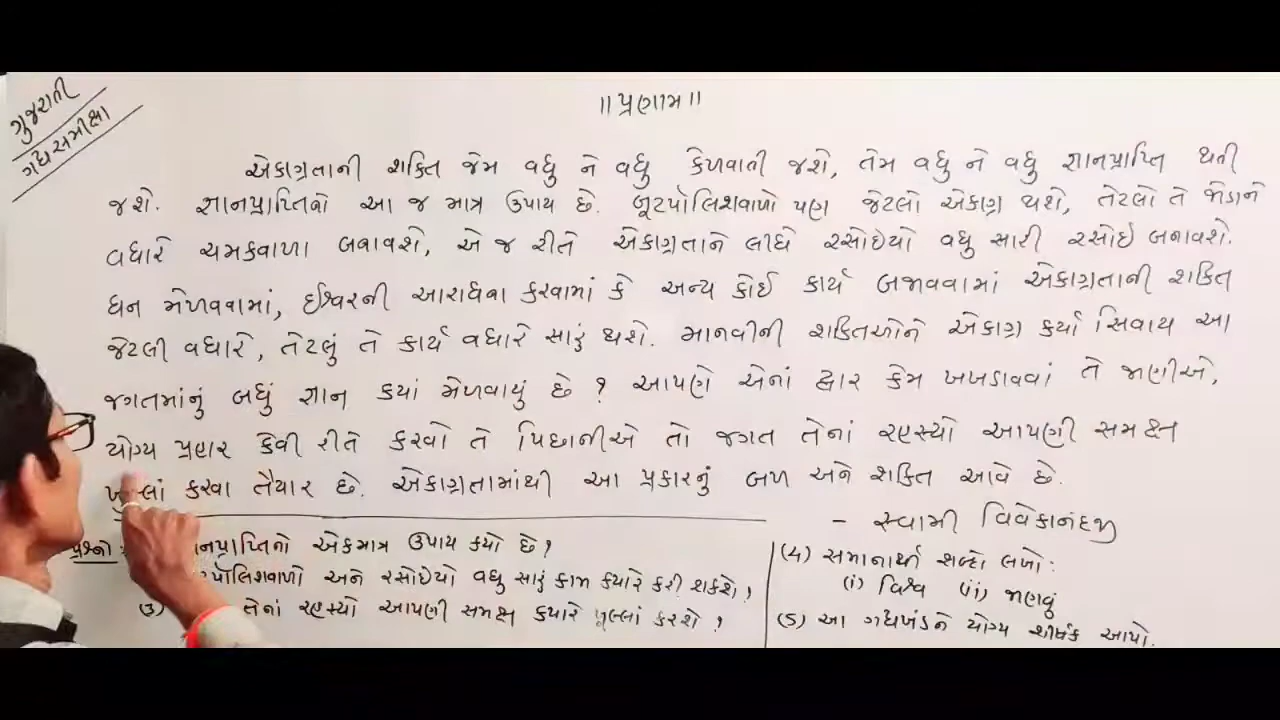 ગુજરાતી
ગદ્યસમીક્ષા
॥ પ્રણામ ॥
એકાગ્રતાની શક્તિ જેમ વધુ ને વધુ કેળવાતી જશે, તેમ વધુ ને વધુ જ્ઞાનપ્રાપ્તિ થતી
જશે. જ્ઞાનપ્રાપ્તિનો આ જ માત્ર ઉપાય છે. બૂટપૉલિશવાળો પણ જેટલો એકાગ્ર થશે, તેટલો તે જોડાને
વધારે ચમકવાળા બનાવશે, એ જ રીતે એકાગ્રતાને લીધે રસોઇયો વધુ સારી રસોઇ બનાવશે.
ધન મેળવવામાં, ઈશ્વરની આરાધના કરવામાં કે અન્ય કોઈ કાર્ય બજાવવામાં એકાગ્રતાની શક્તિ
જેટલી વધારે, તેટલું તે કાર્ય વધારે સારું થશે. માનવીની શક્તિઓને એકાગ્ર કર્યા સિવાય આ
જગતમાંનું બધું જ્ઞાન ક્યાં મેળવાયું છે ? આપણે એનાં દ્વાર કેમ ખખડાવવાં તે જાણીએ,
યોગ્ય પ્રહાર કેવી રીતે કરવો તે પિછાનીએ તો જગત તેનાં રહસ્યો આપણી સમક્ષ
ખુલ્લાં કરવા તૈયાર છે. એકાગ્રતામાંથી આ પ્રકારનું બળ અને શક્તિ આવે છે.
- સ્વામી વિવેકાનંદજી
પ્રશ્નો જ્ઞાનપ્રાપ્તિનો એકમાત્ર ઉપાય કયો છે ?
અને રસોઇયો વધુ સારું કામ ક્યારે કરી શકશે ?
(૩) તેનાં રહસ્યો આપણી સમક્ષ ક્યારે ખુલ્લાં કરશે ?
(4) સમાનાર્થી શબ્દો લખો :
(i) વિશ્વ (ii) જાણવું
(5) આ ગદ્યખંડને યોગ્ય શીર્ષક આપો.